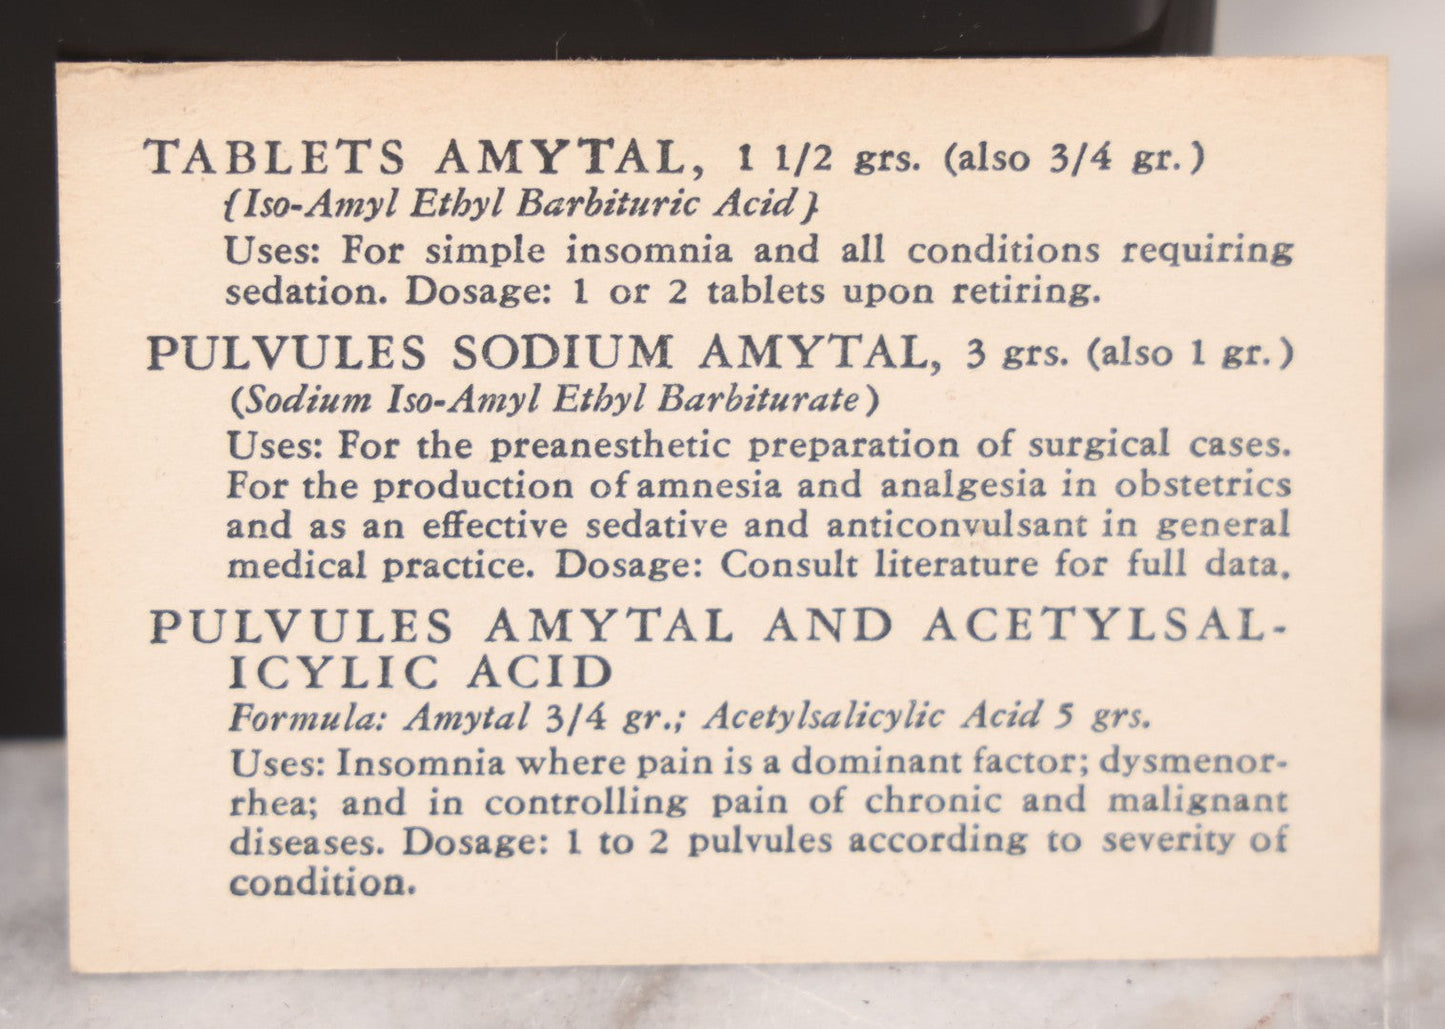 TABLETS AMYTAL, 1 1/2 grs. (also 3/4 gr.)
{Iso-Amyl Ethyl Barbituric Acid}
Uses: For simple insomnia and all conditions requiring
sedation. Dosage: 1 or 2 tablets upon retiring.
PULVULES SODIUM AMYTAL, 3 grs. (also 1 gr.)
(Sodium Iso-Amyl Ethyl Barbiturate)
Uses: For the preanesthetic preparation of surgical cases.
For the production of amnesia and analgesia in obstetrics
and as an effective sedative and anticonvulsant in general
medical practice. Dosage: Consult literature for full data.
PULVULES AMYTAL AND ACETYLSAL-
ICYLIC ACID
Formula: Amytal 3/4 gr.; Acetylsalicylic Acid 5 grs.
Uses: Insomnia where pain is a dominant factor; dysmenor-
rhea; and in controlling pain of chronic and malignant
diseases. Dosage: 1 to 2 pulvules according to severity of
condition.